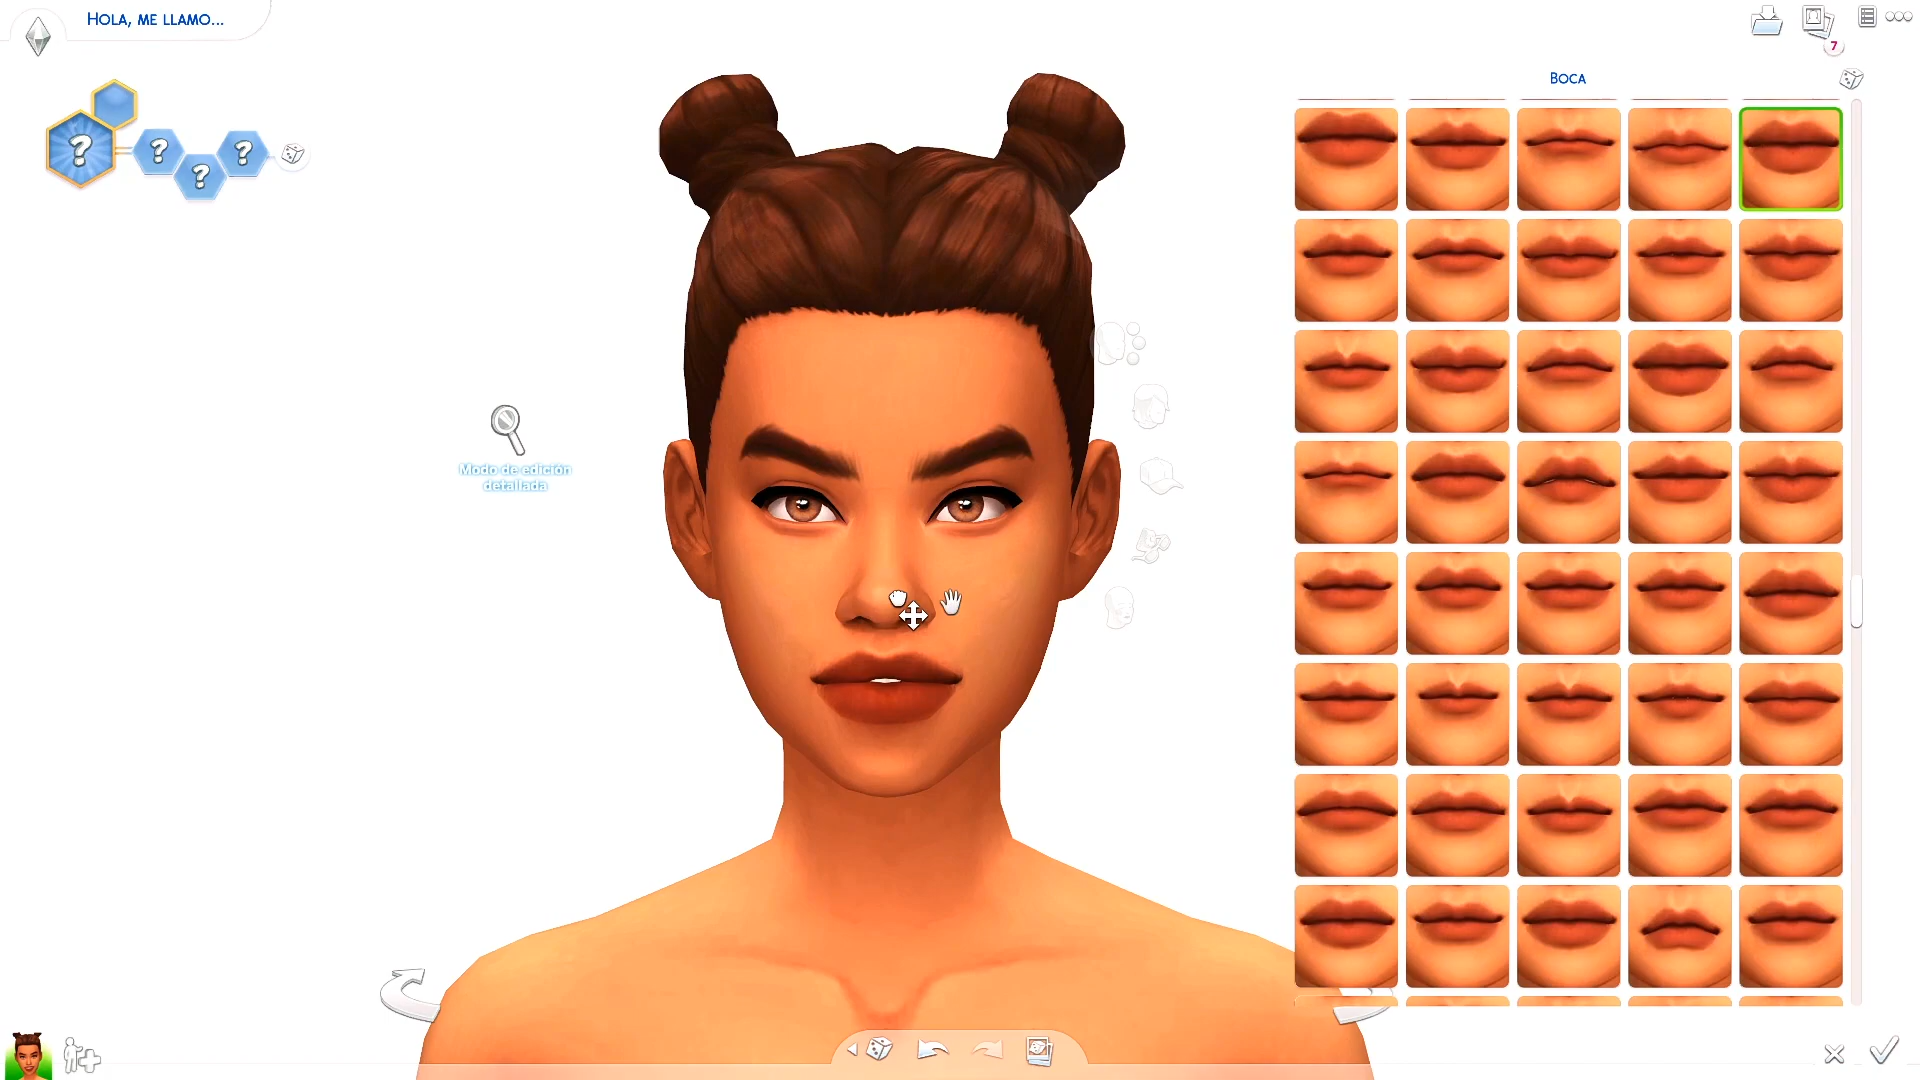 Hola, me llamo...
7
Boca
? ? ? ?
Modo de edición
detallada